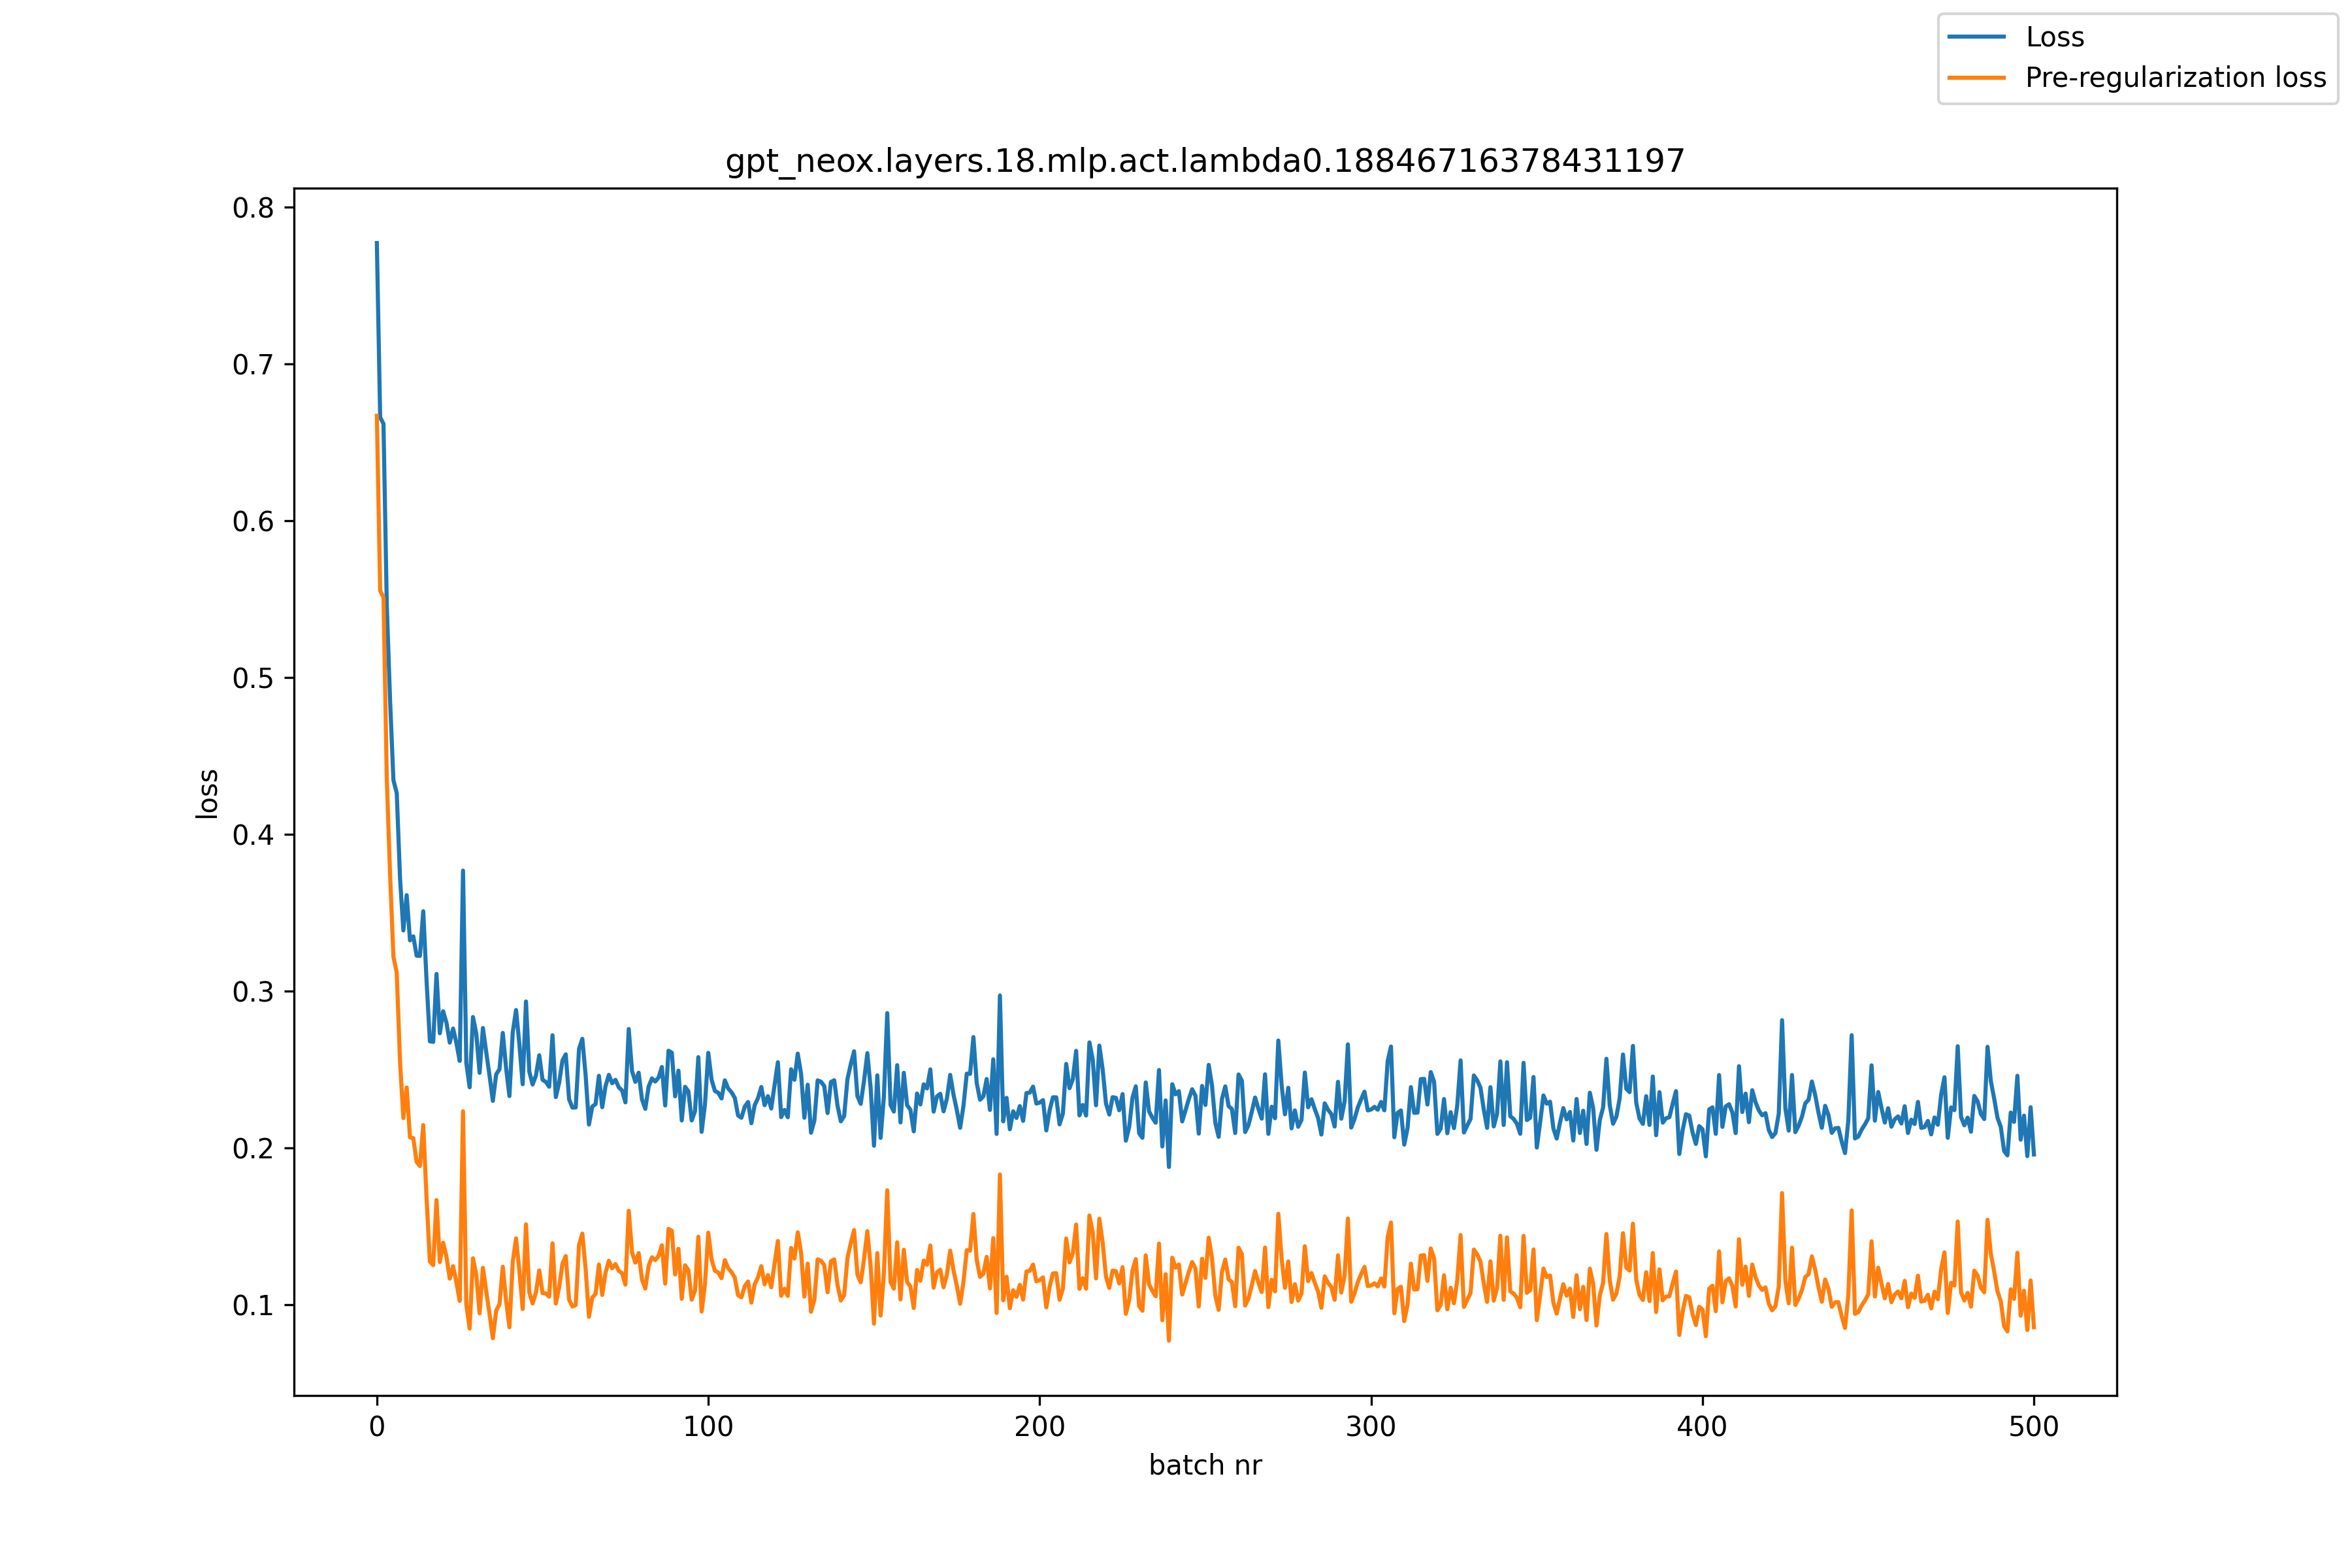 Loss
Pre-regularization loss
gpt_neox.layers.18.mlp.act.lambda0.18846716378431197
0.8
0.7
0.6
0.5
0.4
0.3
0.2
0.1
loss
0 100 200 300 400 500
batch nr